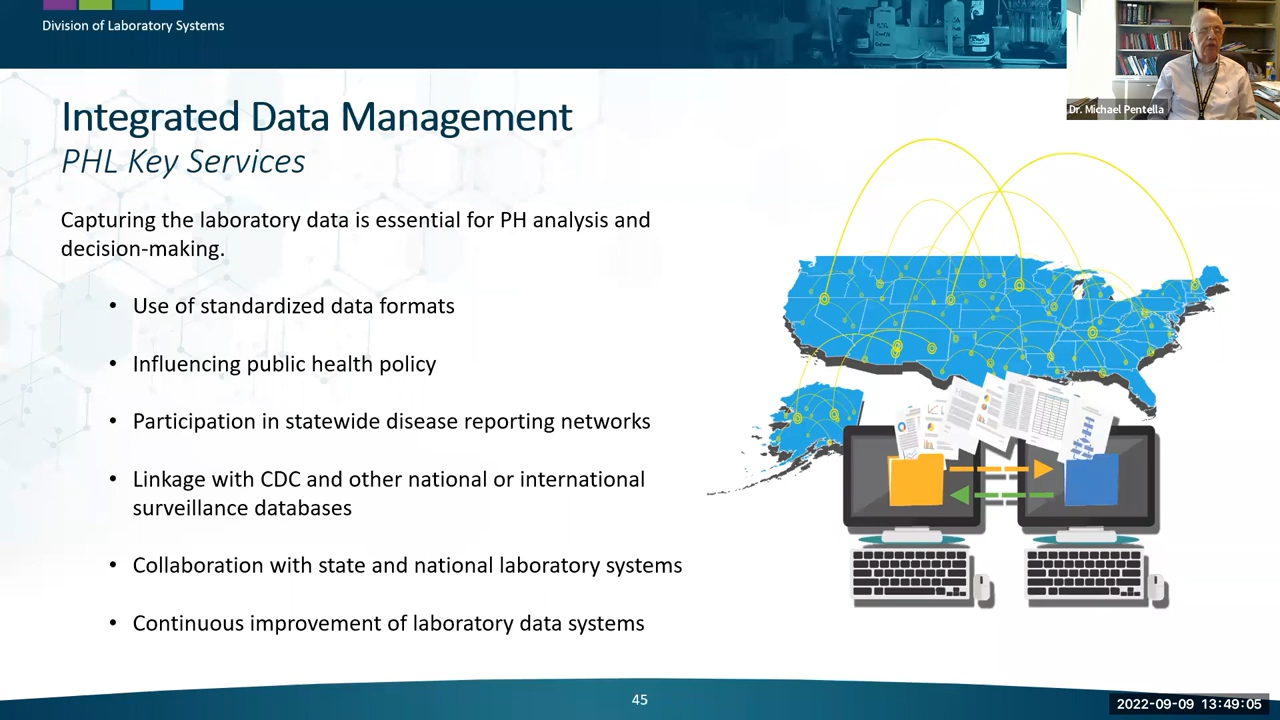 Division of Laboratory Systems
Dr. Michael Pentella
Integrated Data Management
PHL Key Services
Capturing the laboratory data is essential for PH analysis and
decision-making.
• Use of standardized data formats
• Influencing public health policy
• Participation in statewide disease reporting networks
• Linkage with CDC and other national or international
surveillance databases
• Collaboration with state and national laboratory systems
• Continuous improvement of laboratory data systems
45
2022-09-09 13:49:05